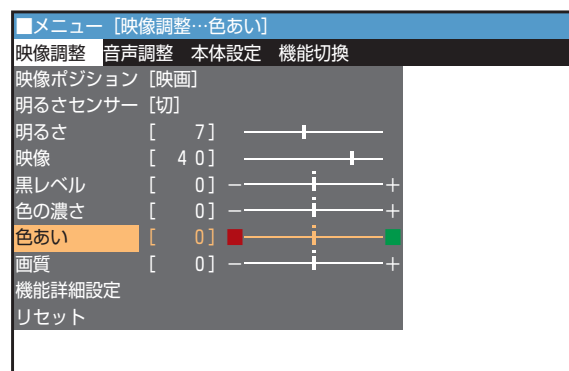 ■メニュー [映像調整…色あい]
映像調整 音声調整 本体設定 機能切換
映像ポジション [映画]
明るさセンサー [切]
明るさ [ 7]
映像 [ 40]
黒レベル [ 0] − +
色の濃さ [ 0] − +
色あい [ 0]
画質 [ 0] − +
機能詳細設定
リセット